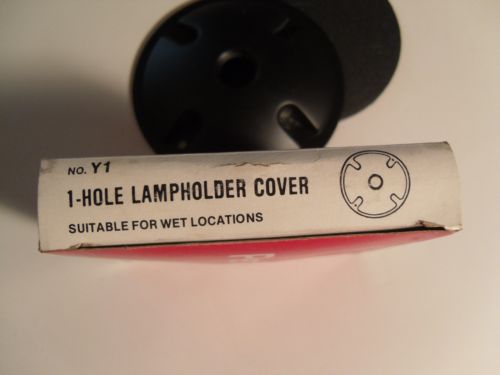 NO. Y1
1-HOLE LAMPHOLDER COVER
SUITABLE FOR WET LOCATIONS